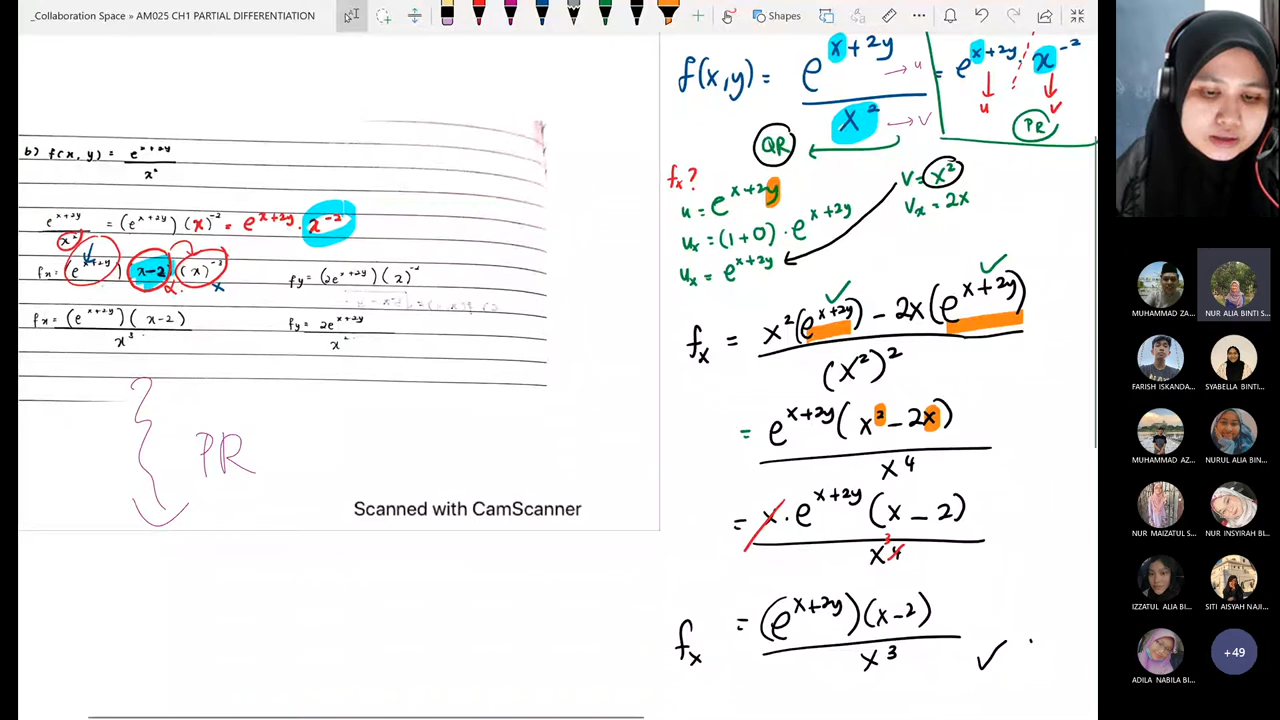 _Collaboration Space » AM025 CH1 PARTIAL DIFFERENTIATION
Shapes
b) f(x, y) = e^(x+2y) / x²
e^(x+2y) / x² = (e^(x+2y)) (x)^-2 = e^(x+2y) · x^-2
fx = (e^(x+2y)) (x-2) (x)^-3
fy = (2e^(x+2y)) (x)^-2
fx = (e^(x+2y)) (x-2) / x³
fy = 2e^(x+2y) / x²
PR
Scanned with CamScanner
f(x,y) = e^(x+2y) → u / x² → v
= e^(x+2y) · x^-2
u v
PR
QR
fx?
u = e^(x+2y)
v = x²
ux = (1+0) · e^(x+2y)
vx = 2x
ux = e^(x+2y)
fx = x²(e^(x+2y)) - 2x(e^(x+2y)) / (x²)²
= e^(x+2y) (x² - 2x) / x⁴
= x · e^(x+2y) (x - 2) / x⁴ 3
fx = (e^(x+2y))(x-2) / x³ ✓
MUHAMMAD ZA...
NUR ALIA BINTI S...
FARISH ISKANDA...
SYABELLA BINTI...
MUHAMMAD AZ...
NURUL ALIA BIN...
NUR MAIZATUL S...
NUR INSYIRAH BI...
IZZATUL ALIA BI...
SITI AISYAH NAJI...
ADILA NABILA BI...
+49